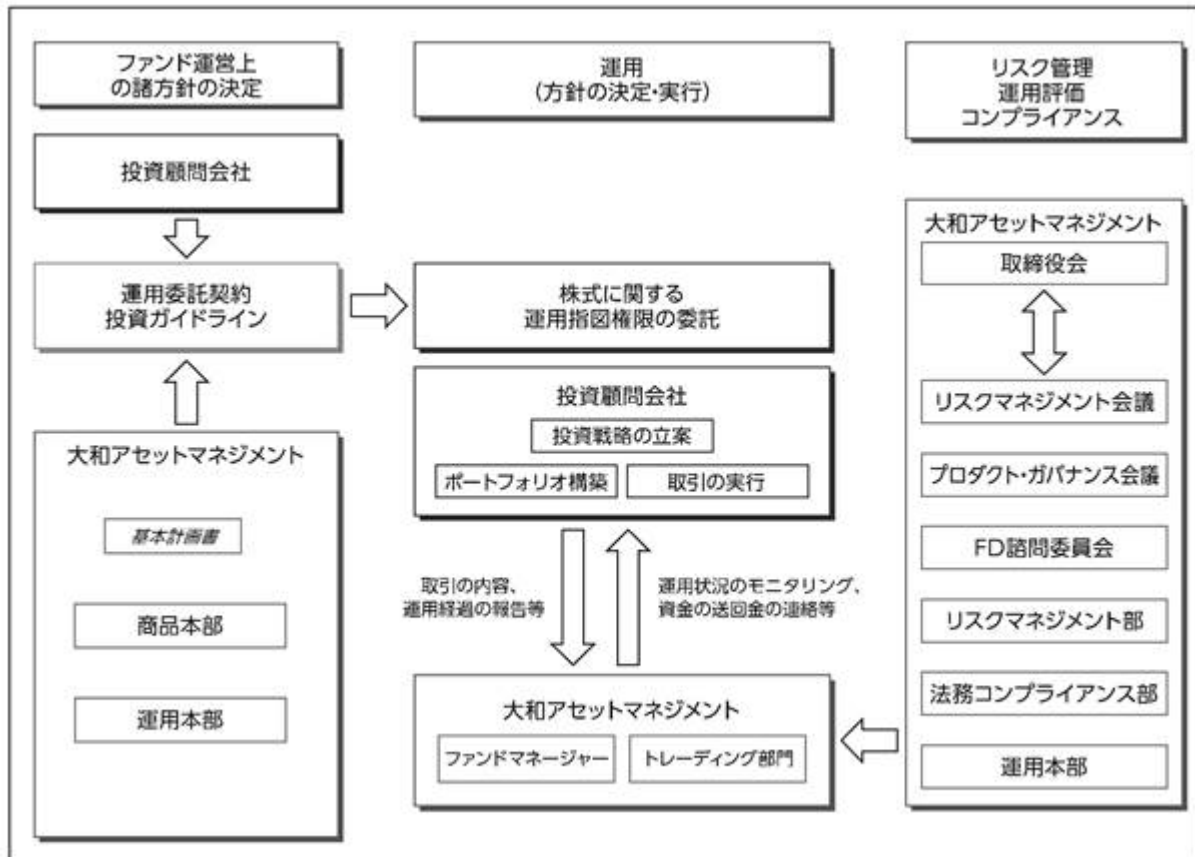 ファンド運営上
の諸方針の決定
運用
(方針の決定・実行)
リスク管理
運用評価
コンプライアンス
投資顧問会社
運用委託契約
投資ガイドライン
株式に関する
運用指図権限の委託
大和アセットマネジメント
基本計画書
商品本部
運用本部
投資顧問会社
投資戦略の立案
ポートフォリオ構築
取引の実行
取引の内容、
運用経過の報告等
運用状況のモニタリング、
資金の送回金の連絡等
大和アセットマネジメント
ファンドマネージャー
トレーディング部門
大和アセットマネジメント
取締役会
リスクマネジメント会議
プロダクト・ガバナンス会議
FD諮問委員会
リスクマネジメント部
法務コンプライアンス部
運用本部